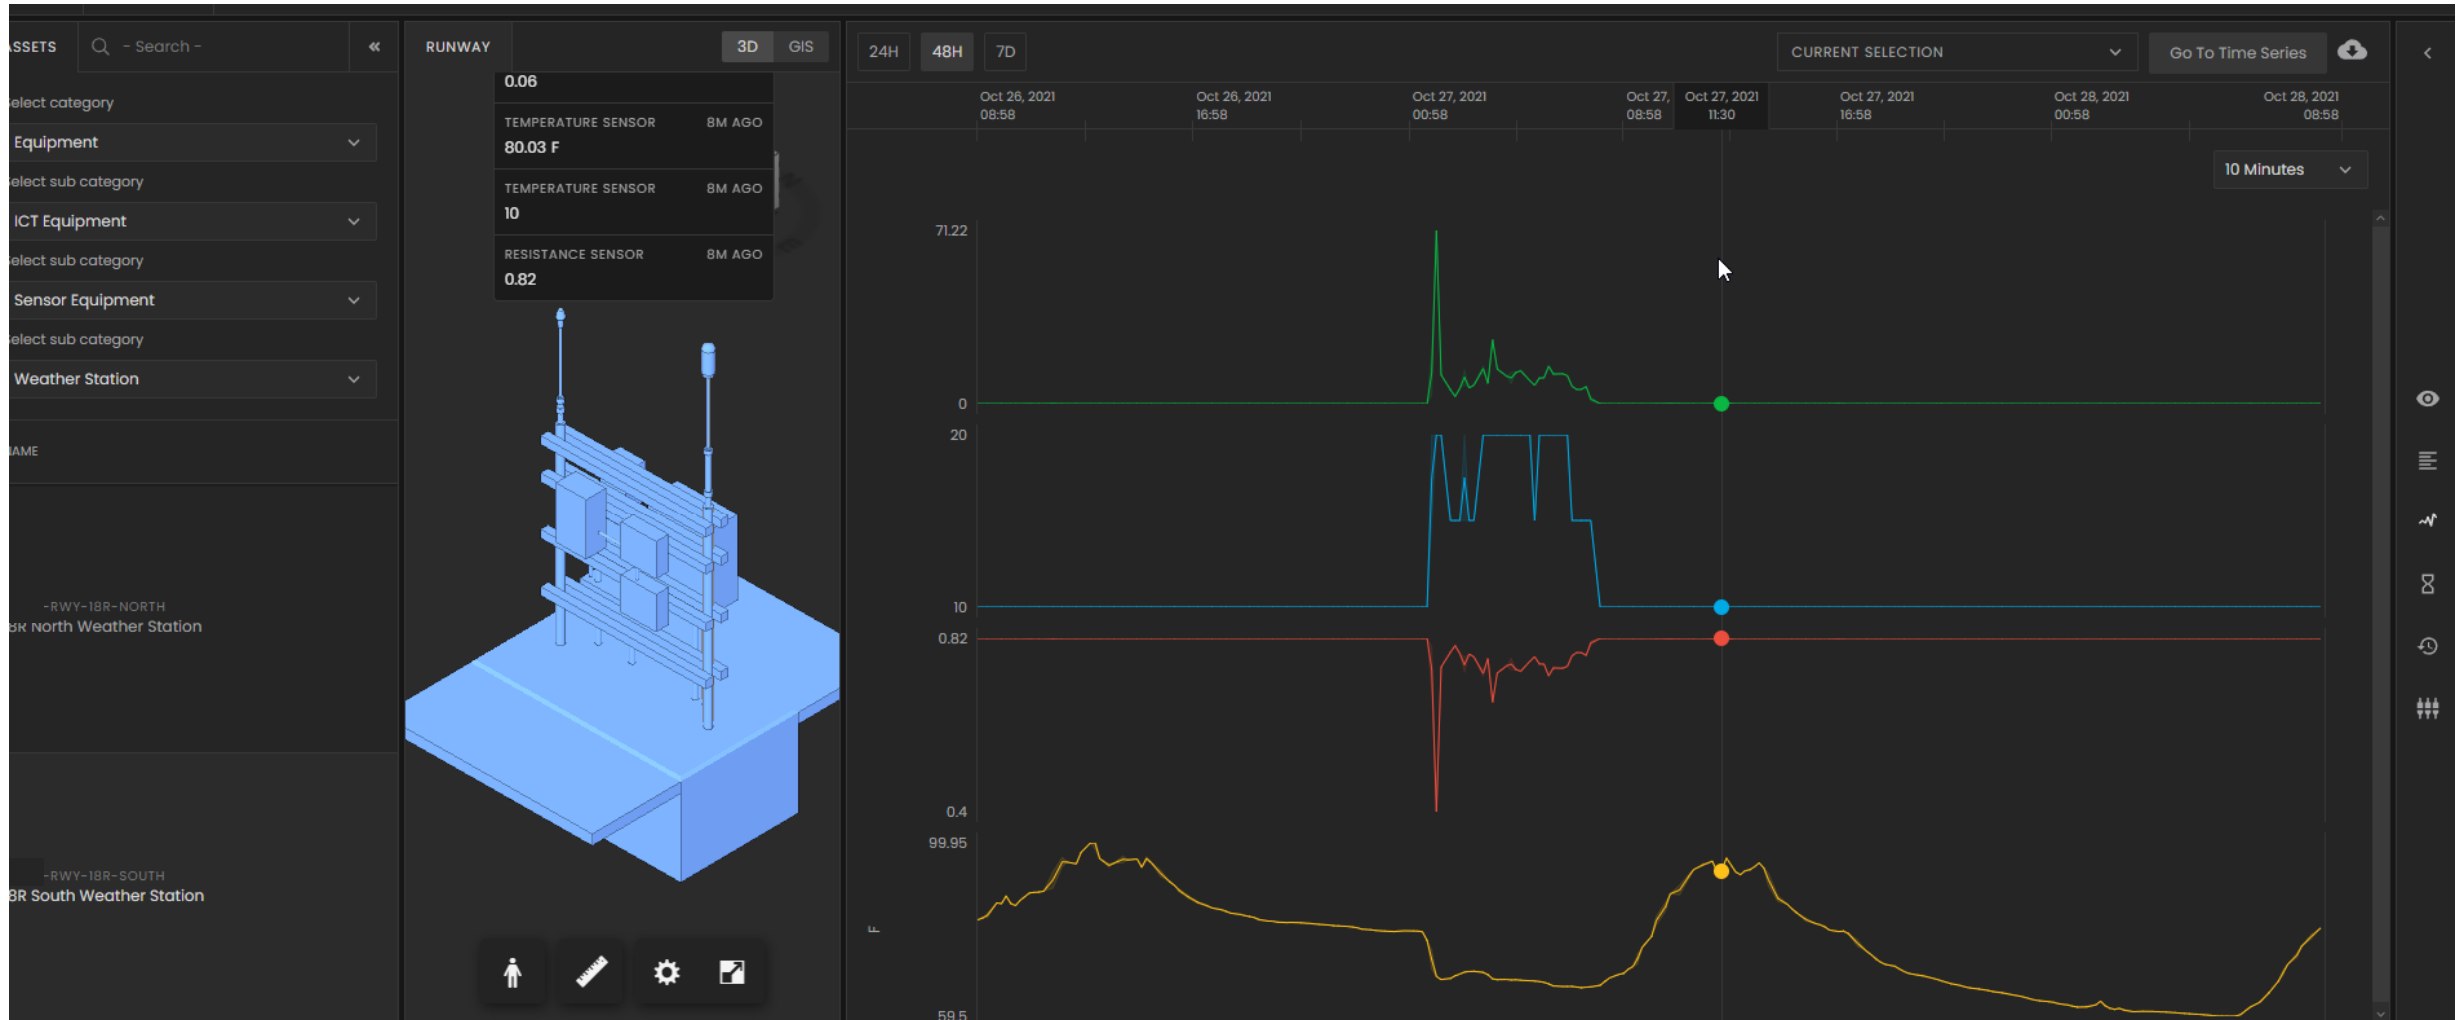 ASSETS
- Search -
«
Select category
Equipment
Select sub category
ICT Equipment
Select sub category
Sensor Equipment
Select sub category
Weather Station
NAME
-RWY-18R-NORTH
8R North Weather Station
-RWY-18R-SOUTH
8R South Weather Station
RUNWAY
3D GIS
0.06
TEMPERATURE SENSOR 8M AGO
80.03 F
TEMPERATURE SENSOR 8M AGO
10
RESISTANCE SENSOR 8M AGO
0.82
24H 48H 7D
CURRENT SELECTION
Go To Time Series
Oct 26, 2021 Oct 26, 2021 Oct 27, 2021 Oct 27, Oct 27, 2021 Oct 27, 2021 Oct 28, 2021 Oct 28, 2021
08:58 16:58 00:58 08:58 11:30 16:58 00:58 08:58
10 Minutes
71.22
0
20
10
0.82
0.4
99.95
F
59.5